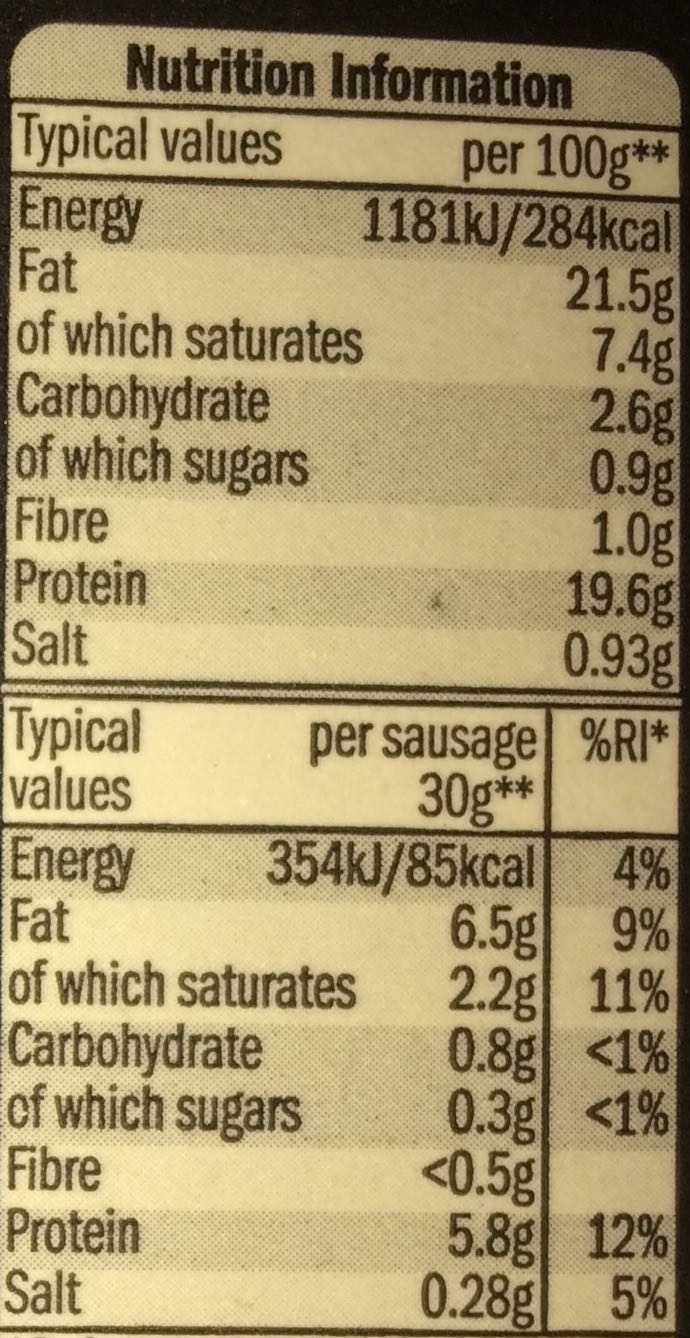 Nutrition Information
Typical values per 100g**
Energy 1181kJ/284kcal
Fat 21.5g
of which saturates 7.4g
Carbohydrate 2.6g
of which sugars 0.9g
Fibre 1.0g
Protein 19.6g
Salt 0.93g
Typical per sausage %RI*
values 30g**
Energy 354kJ/85kcal 4%
Fat 6.5g 9%
of which saturates 2.2g 11%
Carbohydrate 0.8g <1%
of which sugars 0.3g <1%
Fibre <0.5g
Protein 5.8g 12%
Salt 0.28g 5%